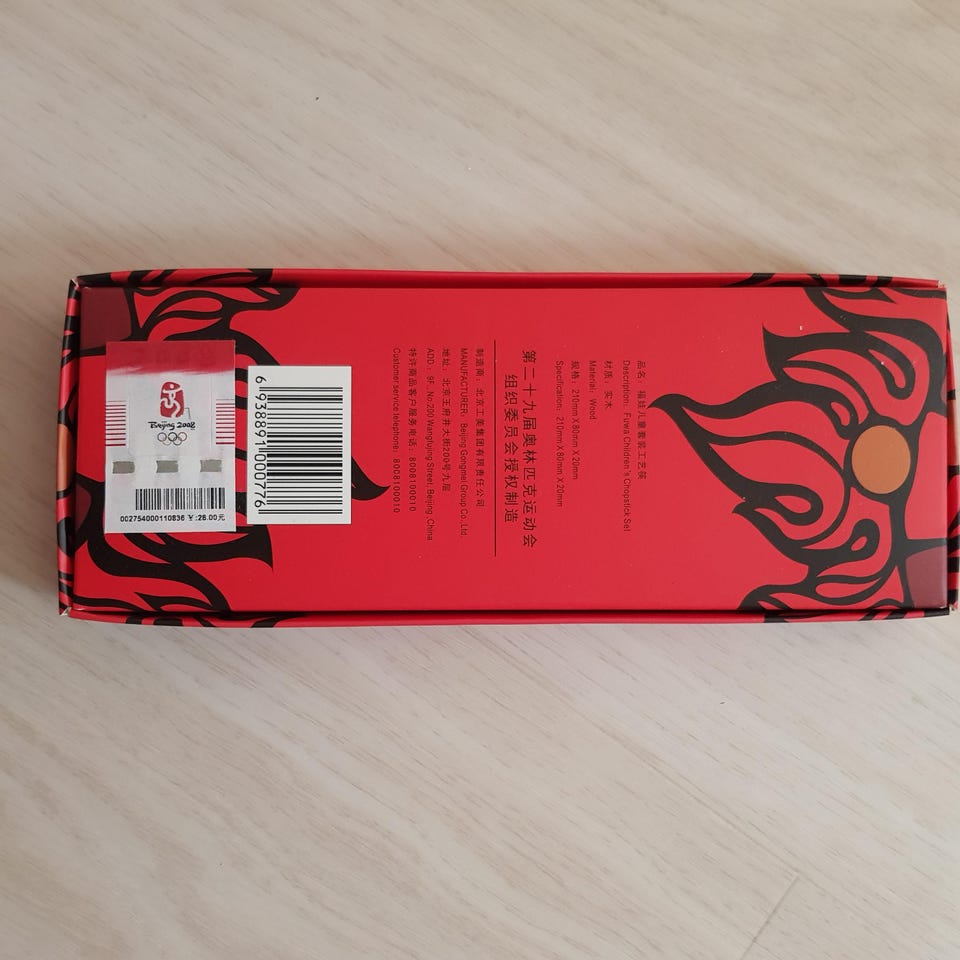 品名：福娃儿童套装工艺筷
Description: Fuwa Children's Chopstick Set
材质：实木
Material: Wood
规格：210mm X 80mm X 20mm
Specification: 210mm X 80mm X 20mm
第二十九届奥林匹克运动会
组织委员会授权制造
制造商：北京工美集团有限责任公司
MANUFACTURER: Beijing Gongmei Group Co. Ltd.
地址：北京王府井大街200号九层
ADD.: 9F., No.200 Wangfujing Street, Beijing, China
特许商品客户服务电话：8008100010
Customer service telephone: 8008100010
6 938891 000776
Beijing 2008
002754000110836 ¥:28.00元